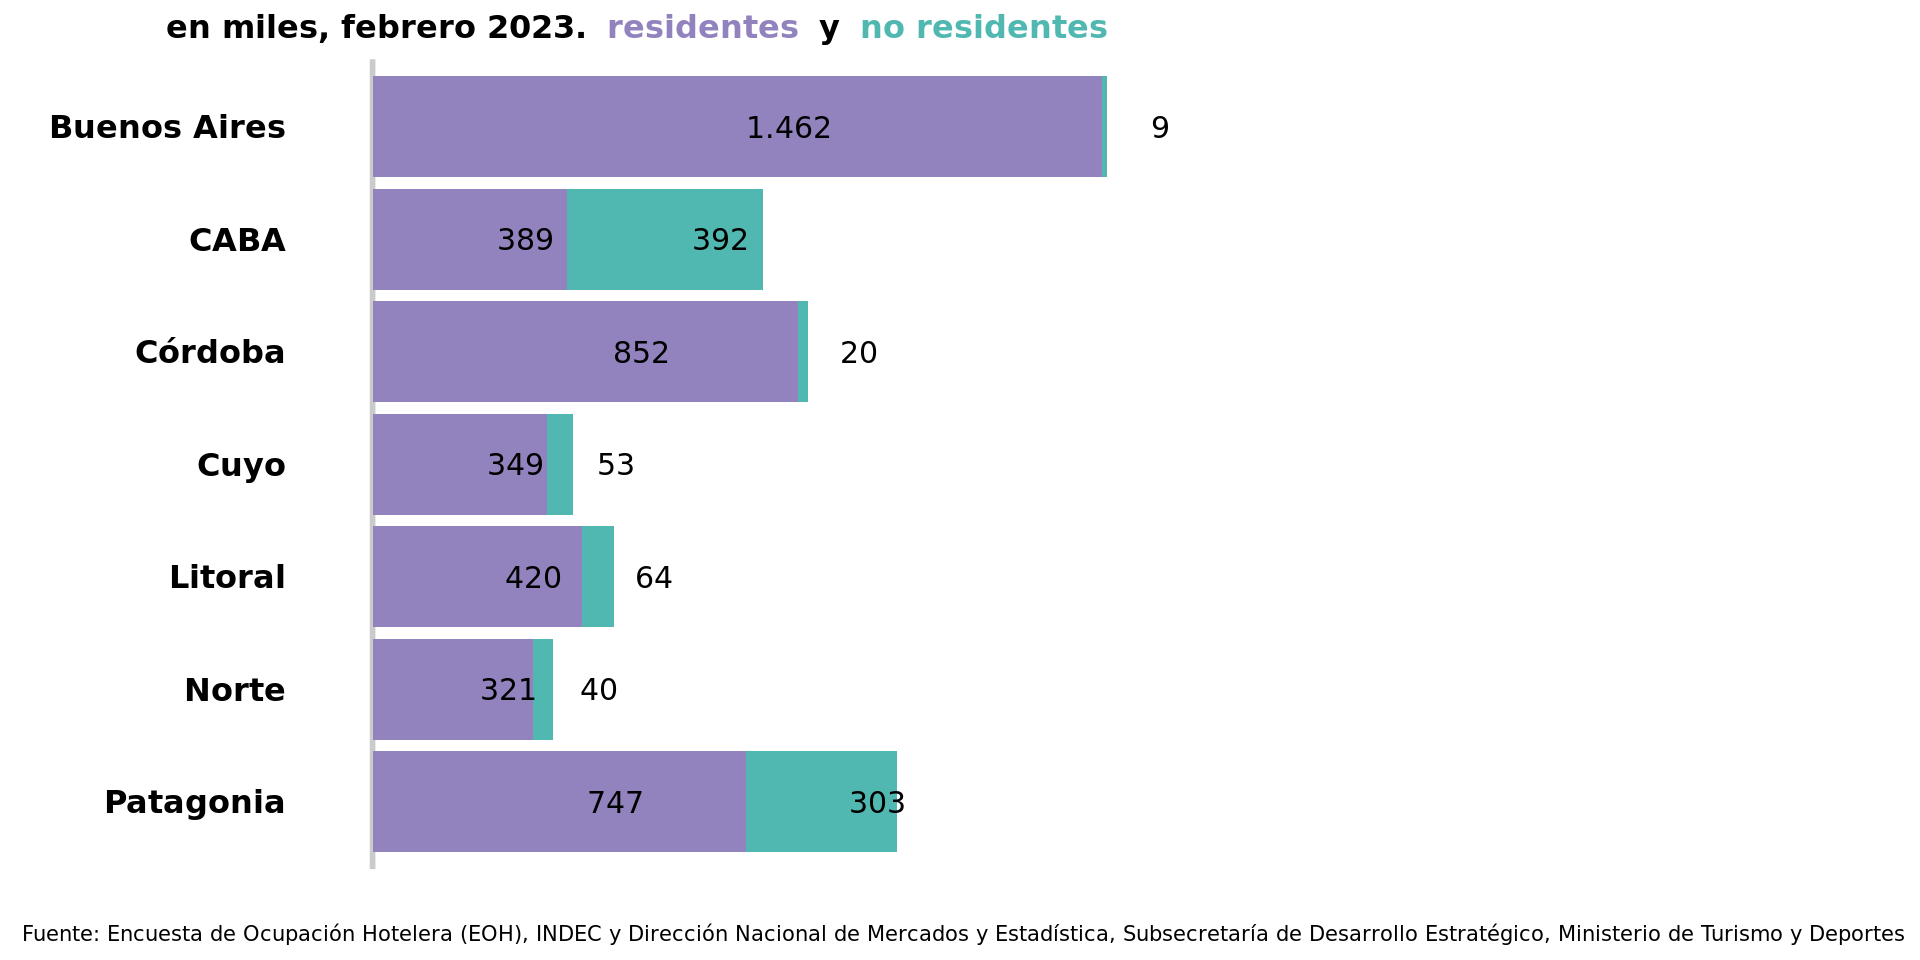 en miles, febrero 2023. residentes y no residentes
Buenos Aires 1.462 9
CABA 389 392
Córdoba 852 20
Cuyo 349 53
Litoral 420 64
Norte 321 40
Patagonia 747 303
Fuente: Encuesta de Ocupación Hotelera (EOH), INDEC y Dirección Nacional de Mercados y Estadística, Subsecretaría de Desarrollo Estratégico, Ministerio de Turismo y Deportes